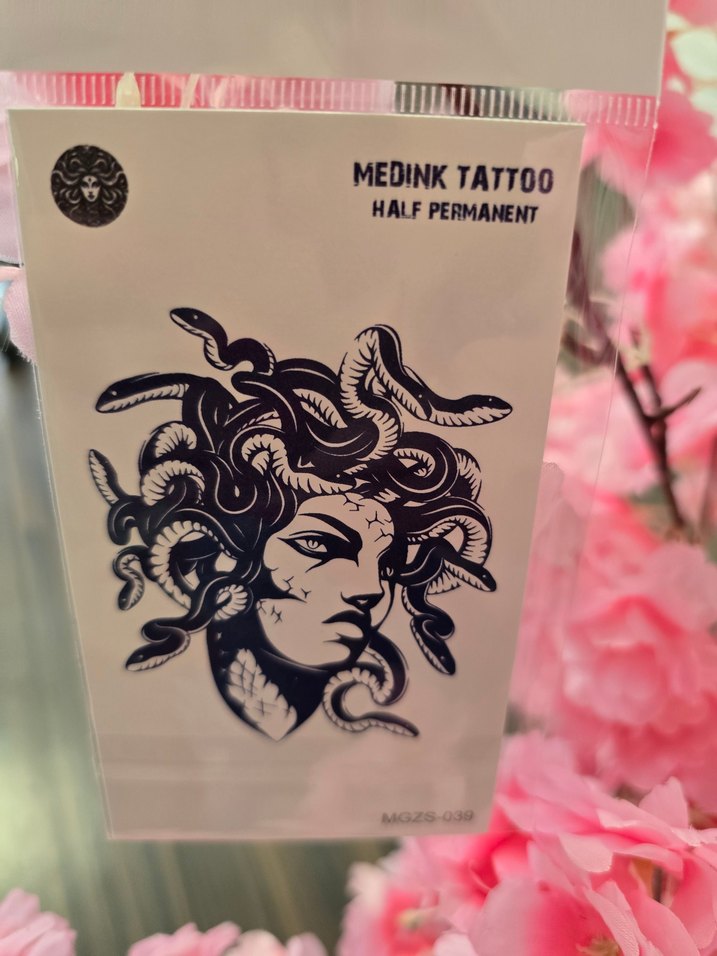 MEDINK TATTOO
HALF PERMANENT
MGZS-039